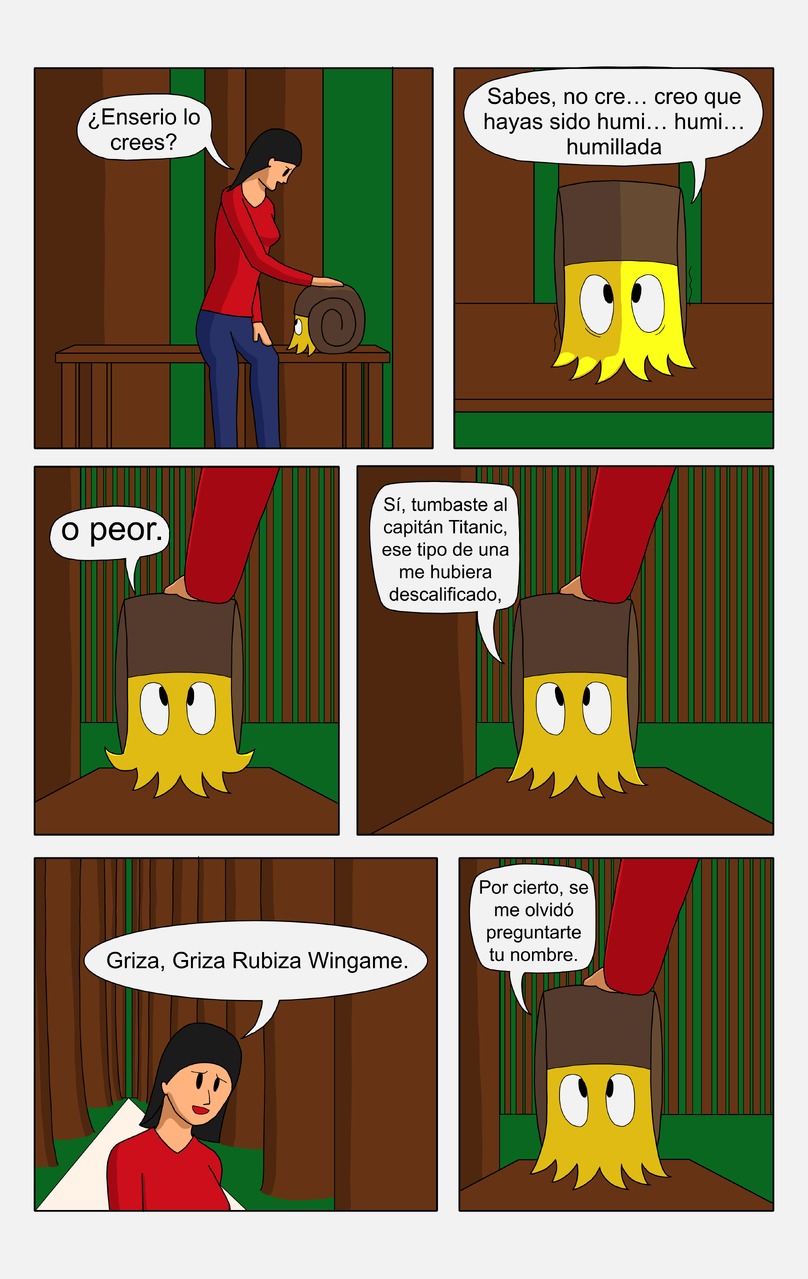 Sabes, no cre... creo que
hayas sido humi... humi...
humillada
¿Enserio lo
crees?
Sí, tumbaste al
capitán Titanic,
ese tipo de una
me hubiera
descalificado,
o peor.
Por cierto, se
me olvidó
preguntarte
tu nombre.
Griza, Griza Rubiza Wingame.